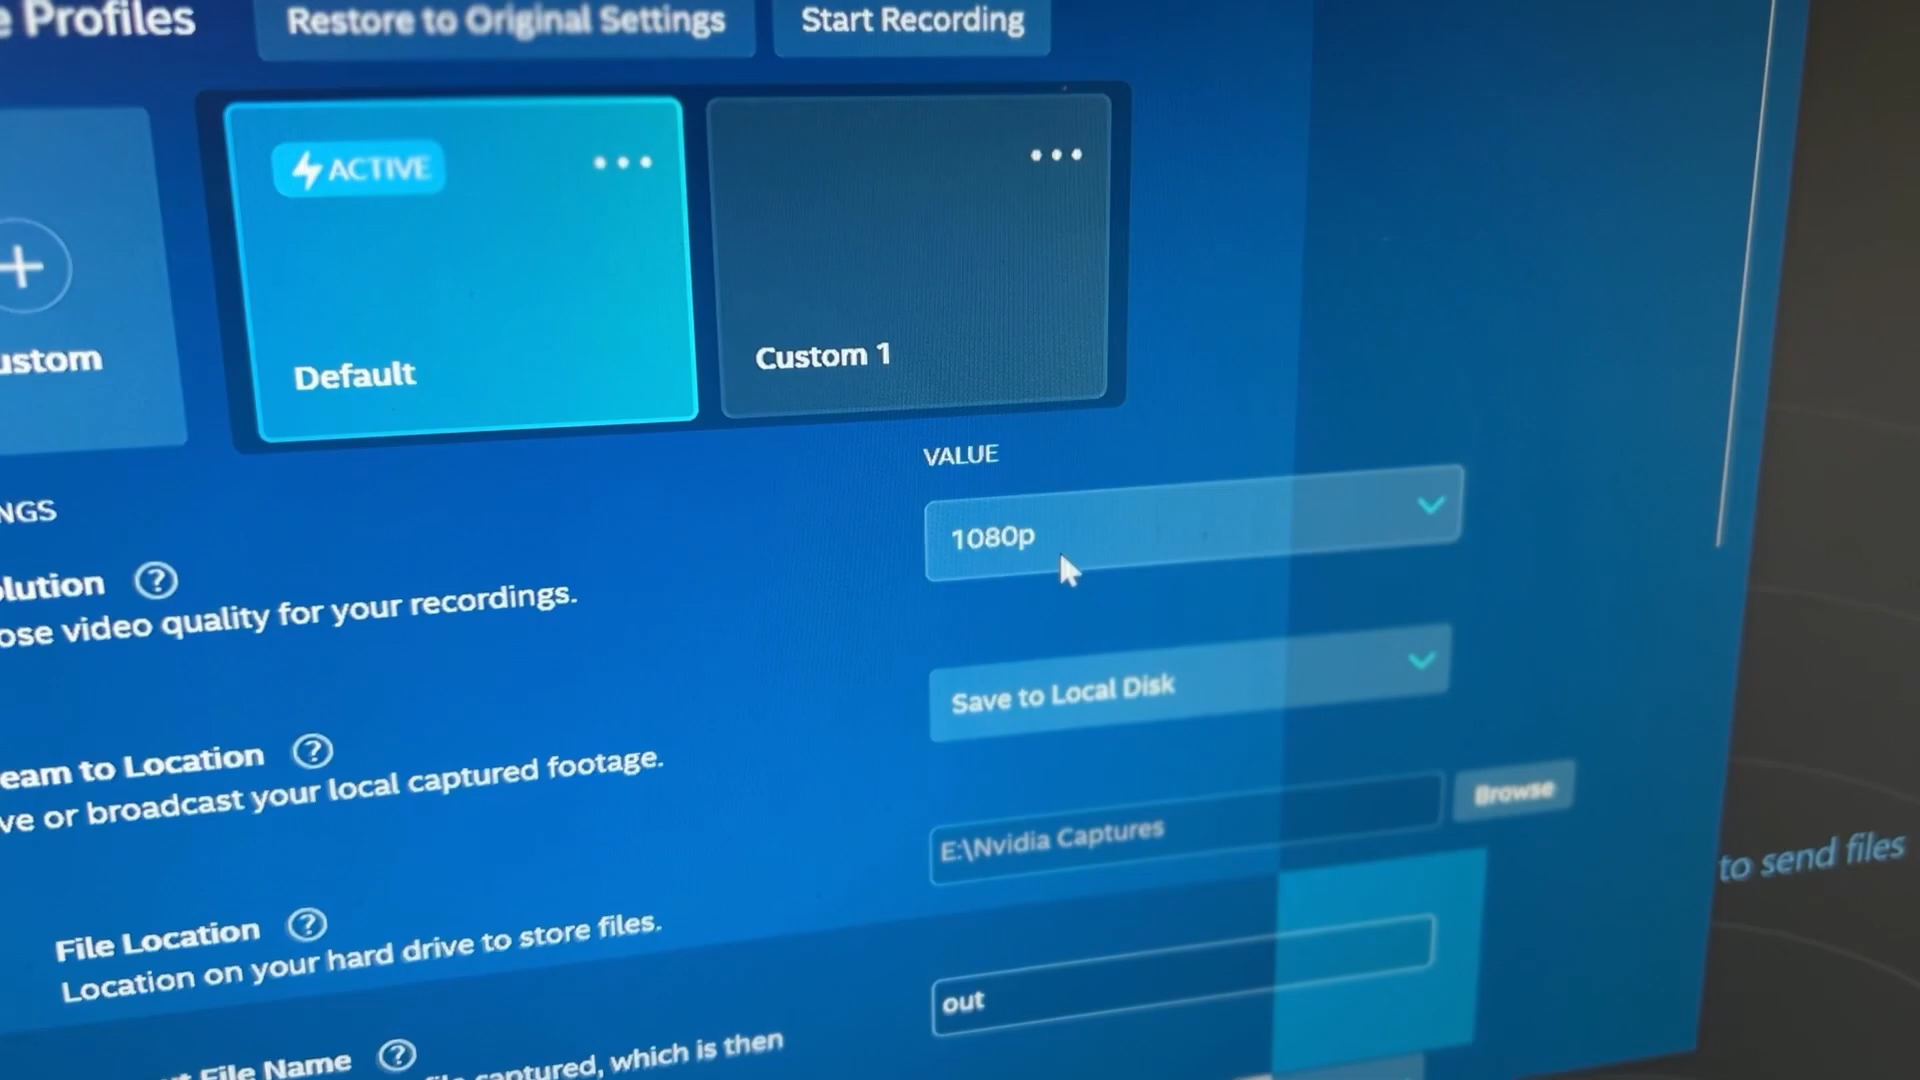 e Profiles
Restore to Original Settings
Start Recording
ACTIVE
Default
Custom 1
ustom
NGS
VALUE
olution ?
ose video quality for your recordings.
1080p
eam to Location ?
ve or broadcast your local captured footage.
Save to Local Disk
File Location ?
Location on your hard drive to store files.
E:\Nvidia Captures
Browse
to send files
File Name ?
captured, which is then
out